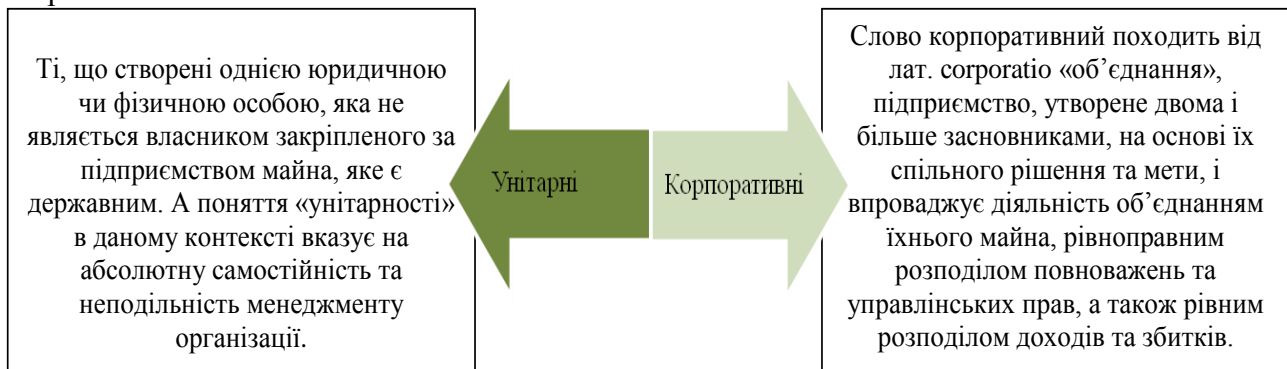 Ті, що створені однією юридичною
чи фізичною особою, яка не
являється власником закріпленого за
підприємством майна, яке є
державним. А поняття «унітарності»
в даному контексті вказує на
абсолютну самостійність та
неподільність менеджменту
організації.
Унітарні
Корпоративні
Слово корпоративний походить від
лат. corporatio «об’єднання»,
підприємство, утворене двома і
більше засновниками, на основі їх
спільного рішення та мети, і
впроваджує діяльність об’єднанням
їхнього майна, рівноправним
розподілом повноважень та
управлінських прав, а також рівним
розподілом доходів та збитків.